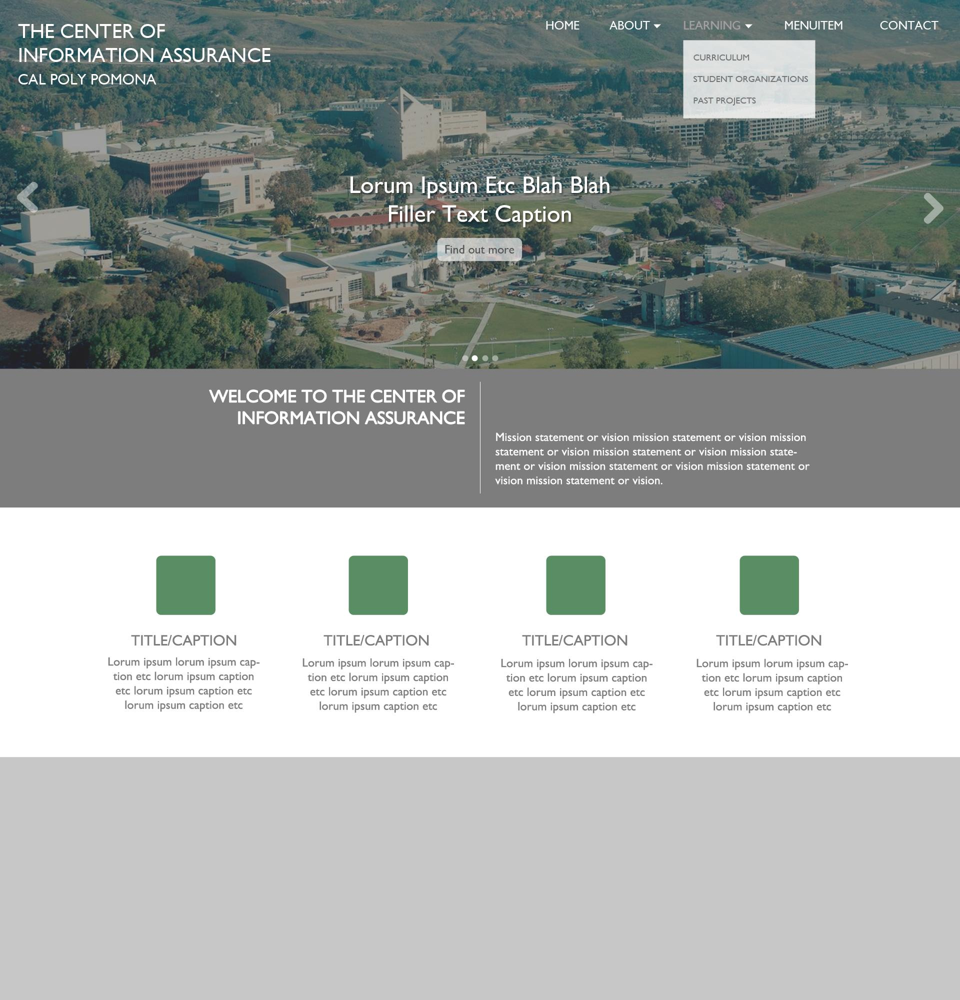 THE CENTER OF
INFORMATION ASSURANCE
CAL POLY POMONA
HOME ABOUT LEARNING MENUITEM CONTACT
CURRICULUM
STUDENT ORGANIZATIONS
PAST PROJECTS
Lorum Ipsum Etc Blah Blah
Filler Text Caption
Find out more
WELCOME TO THE CENTER OF
INFORMATION ASSURANCE
Mission statement or vision mission statement or vision mission
statement or vision mission statement or vision mission state-
ment or vision mission statement or vision mission statement or
vision mission statement or vision.
TITLE/CAPTION
Lorum ipsum lorum ipsum cap-
tion etc lorum ipsum caption
etc lorum ipsum caption etc
lorum ipsum caption etc
TITLE/CAPTION
Lorum ipsum lorum ipsum cap-
tion etc lorum ipsum caption
etc lorum ipsum caption etc
lorum ipsum caption etc
TITLE/CAPTION
Lorum ipsum lorum ipsum cap-
tion etc lorum ipsum caption
etc lorum ipsum caption etc
lorum ipsum caption etc
TITLE/CAPTION
Lorum ipsum lorum ipsum cap-
tion etc lorum ipsum caption
etc lorum ipsum caption etc
lorum ipsum caption etc